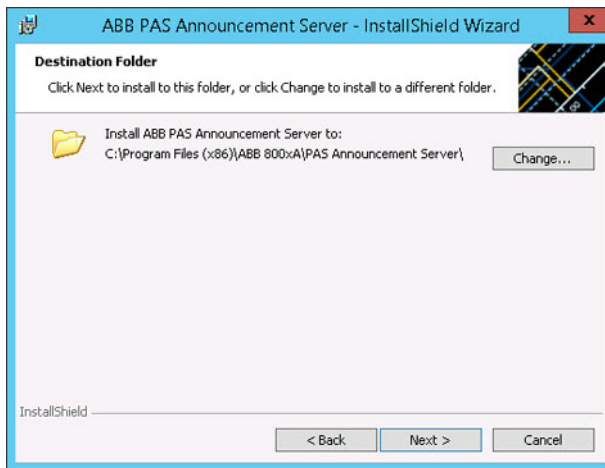 ABB PAS Announcement Server - InstallShield Wizard
x
Destination Folder
Click Next to install to this folder, or click Change to install to a different folder.
Install ABB PAS Announcement Server to:
C:\Program Files (x86)\ABB 800xA\PAS Announcement Server\
Change...
InstallShield
< Back
Next >
Cancel